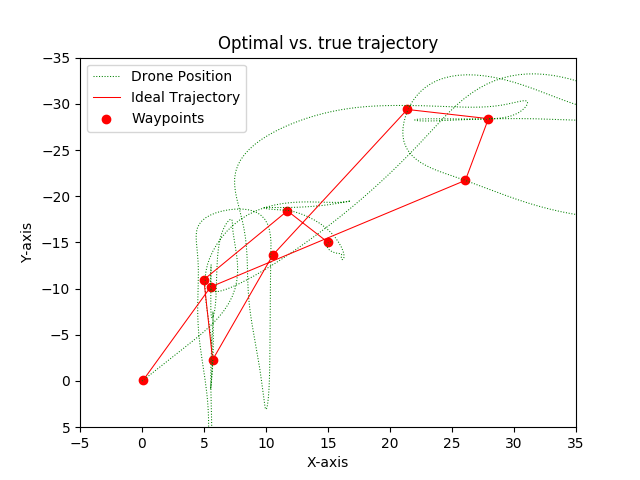 Optimal vs. true trajectory
Drone Position
Ideal Trajectory
Waypoints
−35
−30
−25
−20
−15
−10
−5
0
5
Y-axis
−5 0 5 10 15 20 25 30 35
X-axis